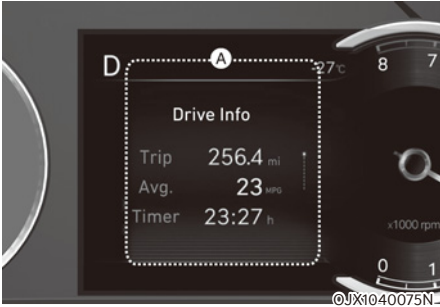 D
A
-27℃
8 7
Drive Info
Trip 256.4 mi
Avg. 23 MPG
Timer 23:27 h
x1000 rpm
0 1
OJX1040075N